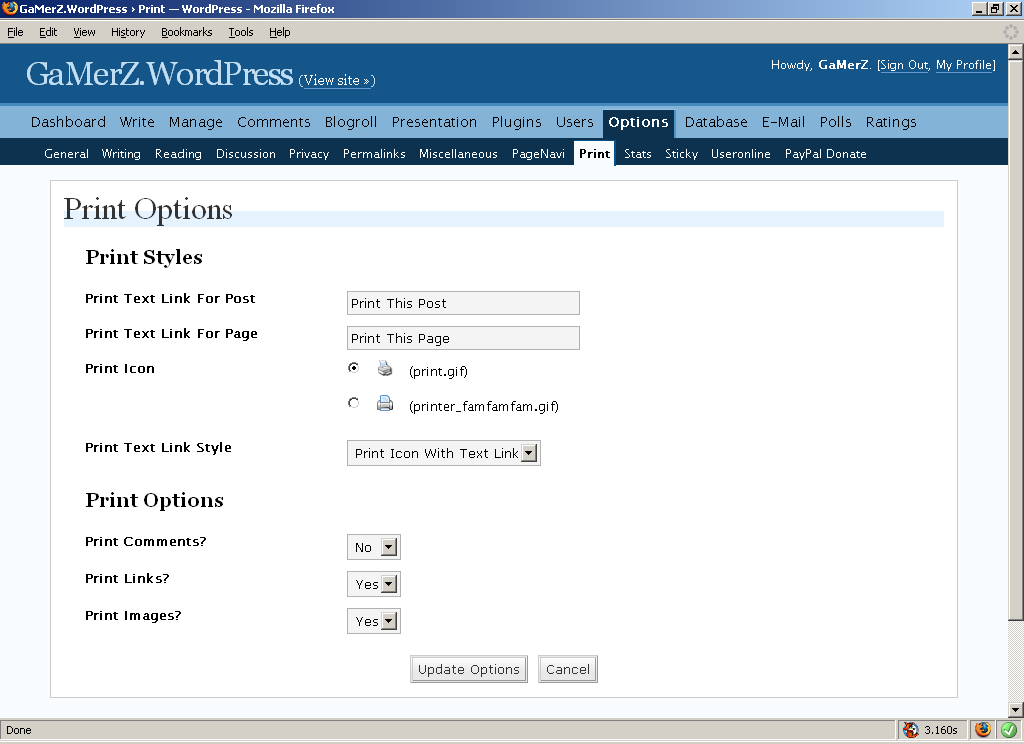 GaMerZ.WordPress › Print — WordPress - Mozilla Firefox
File Edit View History Bookmarks Tools Help
GaMerZ.WordPress (View site »)
Howdy, GaMerZ. [Sign Out, My Profile]
Dashboard Write Manage Comments Blogroll Presentation Plugins Users Options Database E-Mail Polls Ratings
General Writing Reading Discussion Privacy Permalinks Miscellaneous PageNavi Print Stats Sticky Useronline PayPal Donate
Print Options
Print Styles
Print Text Link For Post Print This Post
Print Text Link For Page Print This Page
Print Icon (print.gif)
(printer_famfamfam.gif)
Print Text Link Style Print Icon With Text Link
Print Options
Print Comments? No
Print Links? Yes
Print Images? Yes
Update Options Cancel
Done 3.160s